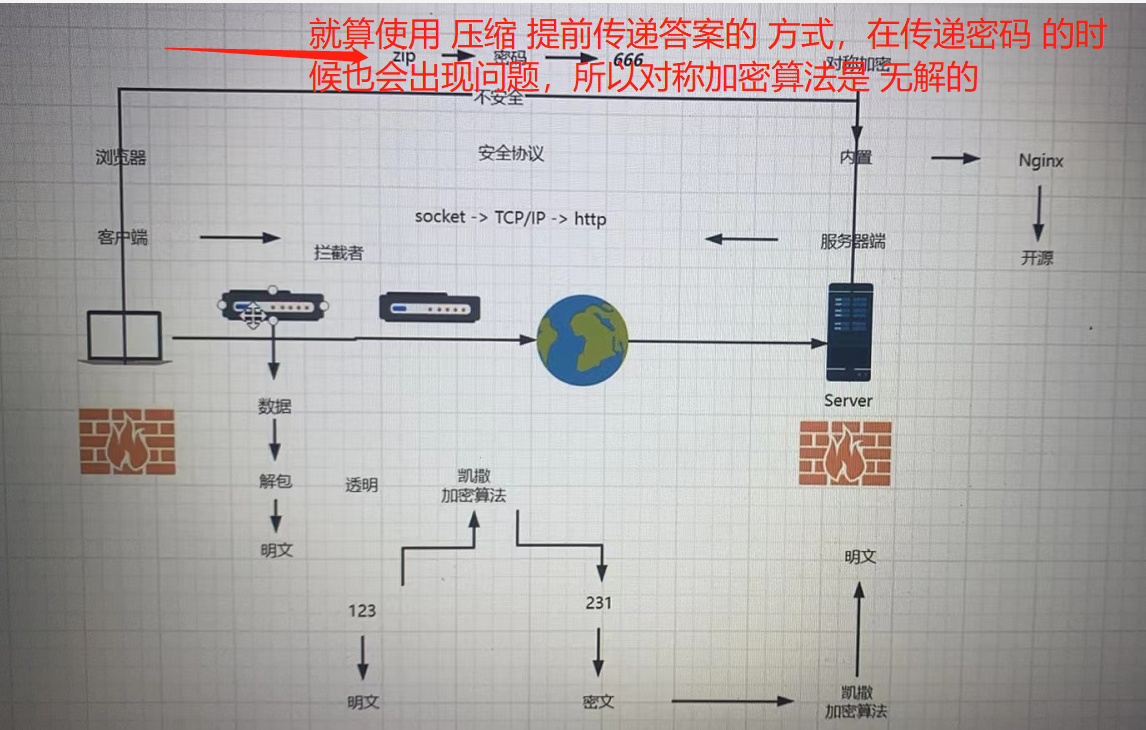 就算使用 压缩 提前传递答案的 方式，在传递密码 的时
候也会出现问题，所以对称加密算法是 无解的
zip
密码
666
对称加密
不安全
浏览器
安全协议
内置
Nginx
socket -> TCP/IP -> http
客户端
拦截者
服务器端
开源
数据
Server
解包
透明
凯撒
加密算法
明文
明文
123
231
明文
密文
凯撒
加密算法